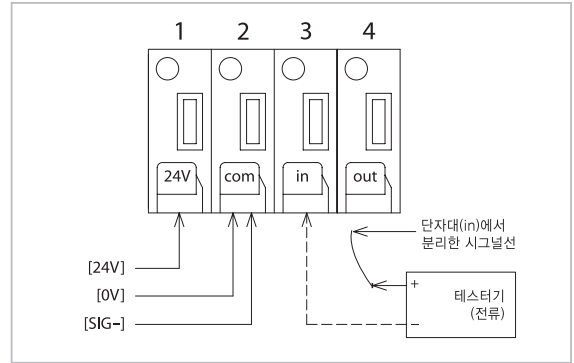 1 2 3 4
24V com in out
단자대(in)에서
분리한 시그널선
[24V]
[0V]
[SIG-]
+
테스터기
(전류)
-